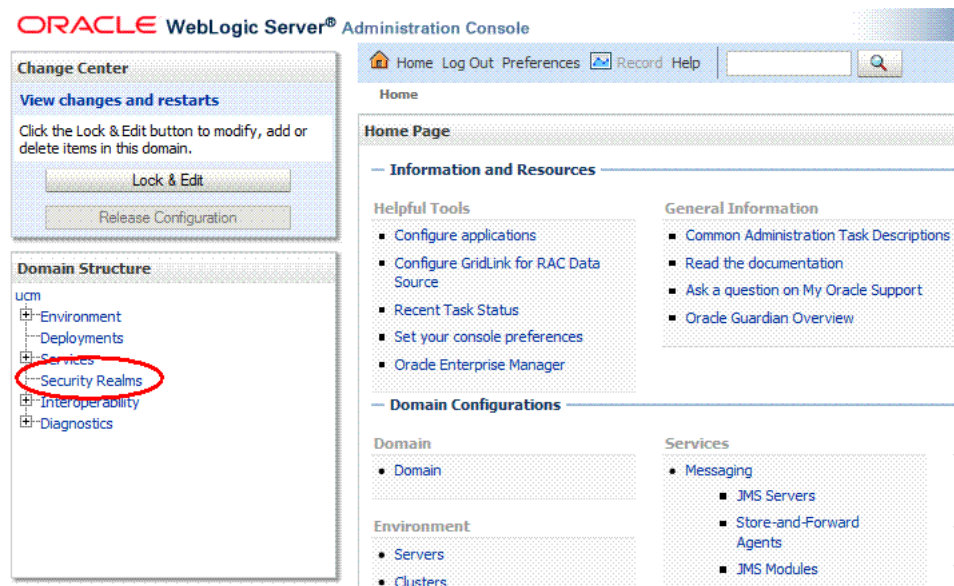 ORACLE WebLogic Server® Administration Console
Change Center
View changes and restarts
Click the Lock & Edit button to modify, add or
delete items in this domain.
Lock & Edit
Release Configuration
Domain Structure
ucm
Environment
Deployments
Services
Security Realms
Interoperability
Diagnostics
Home Log Out Preferences Record Help
Home
Home Page
Information and Resources
Helpful Tools
Configure applications
Configure GridLink for RAC Data
Source
Recent Task Status
Set your console preferences
Oracle Enterprise Manager
General Information
Common Administration Task Descriptions
Read the documentation
Ask a question on My Oracle Support
Oracle Guardian Overview
Domain Configurations
Domain
Domain
Environment
Servers
Clusters
Services
Messaging
JMS Servers
Store-and-Forward
Agents
JMS Modules